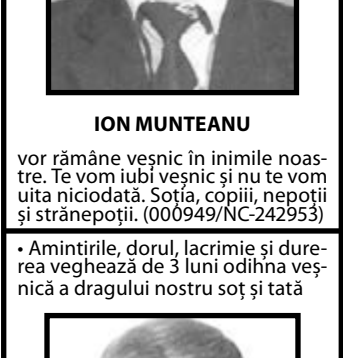 ION MUNTEANU
vor rămâne veșnic în inimile noas-
tre. Te vom iubi veșnic și nu te vom
uita niciodată. Soția, copiii, nepoții
și strănepoții. (000949/NC-242953)
• Amintirile, dorul, lacrimie și dure-
rea veghează de 3 luni odihna veș-
nică a dragului nostru soț și tată